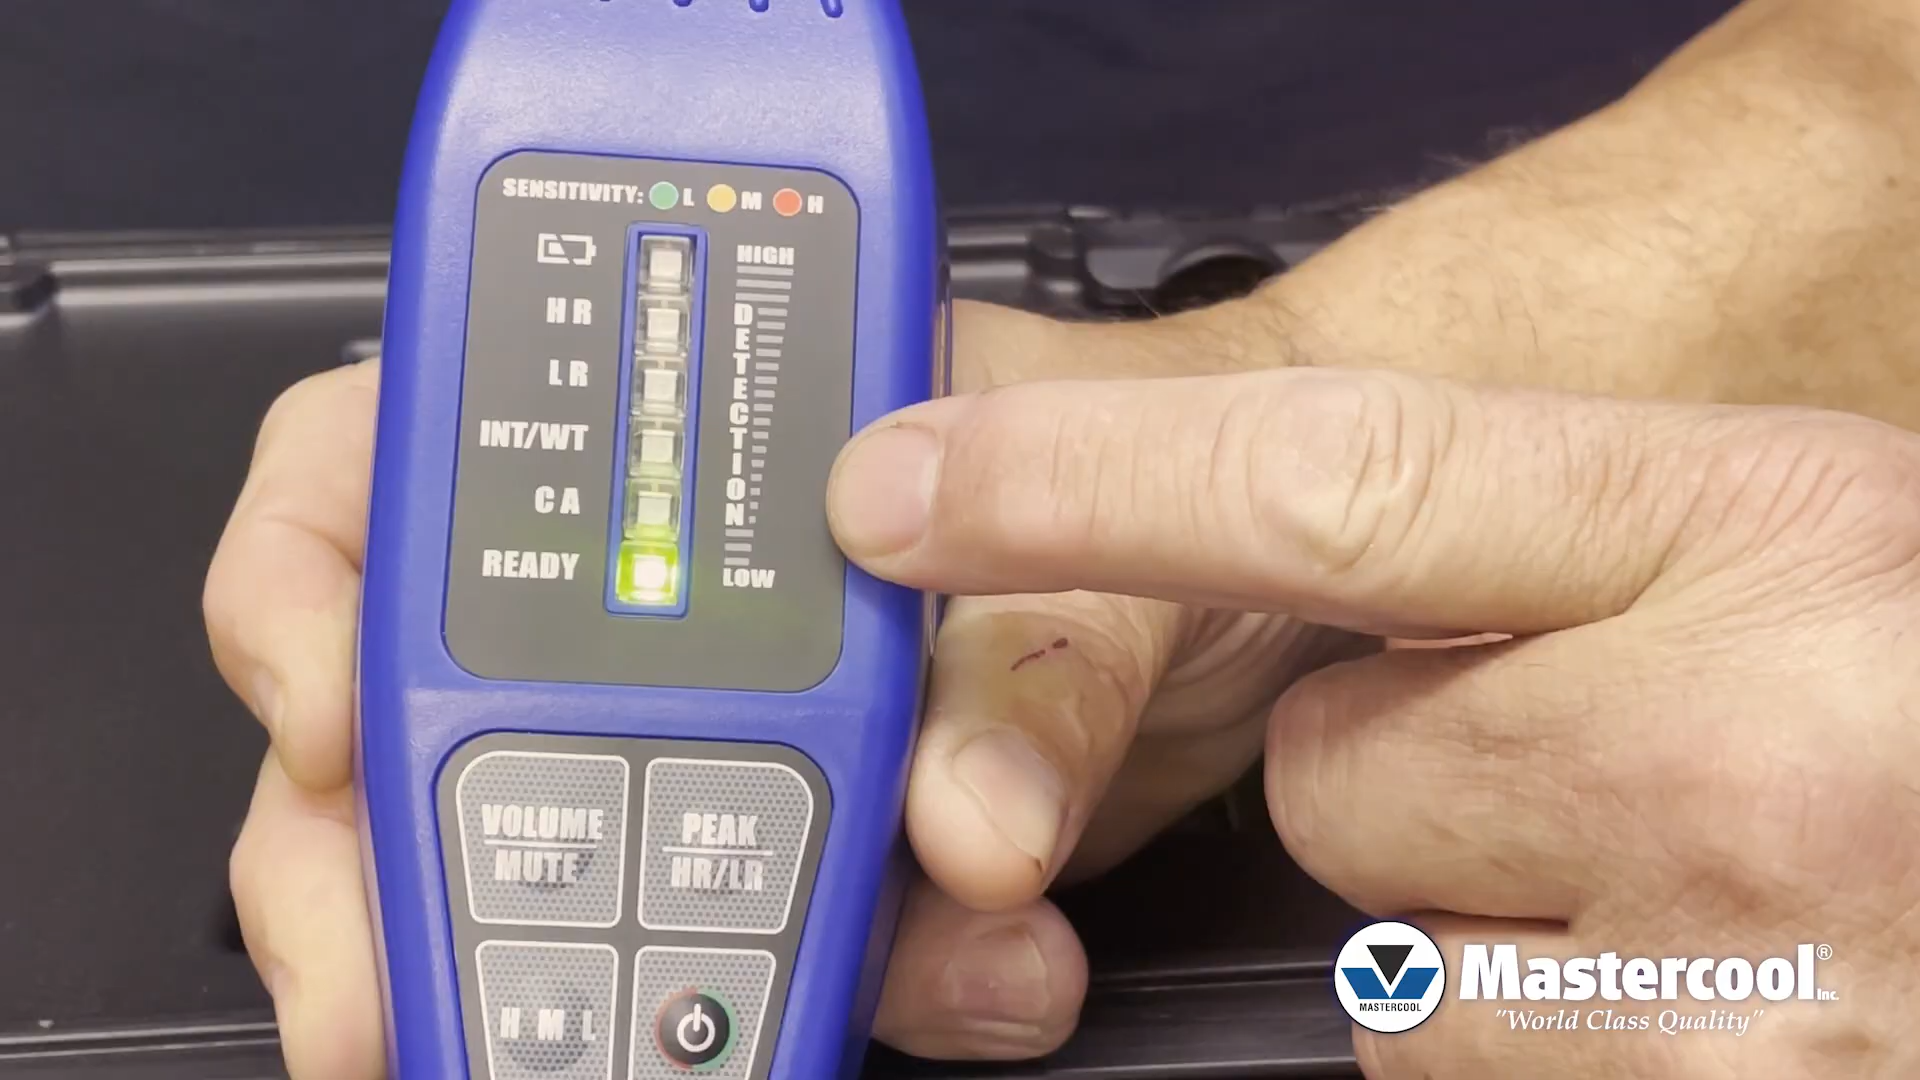 SENSITIVITY: L M H
HIGH
HR
LR
INT/WT
CA
READY
DETECTION
LOW
VOLUME
MUTE
PEAK
HR/LR
H M L
MASTERCOOL
Mastercool® Inc.
"World Class Quality"